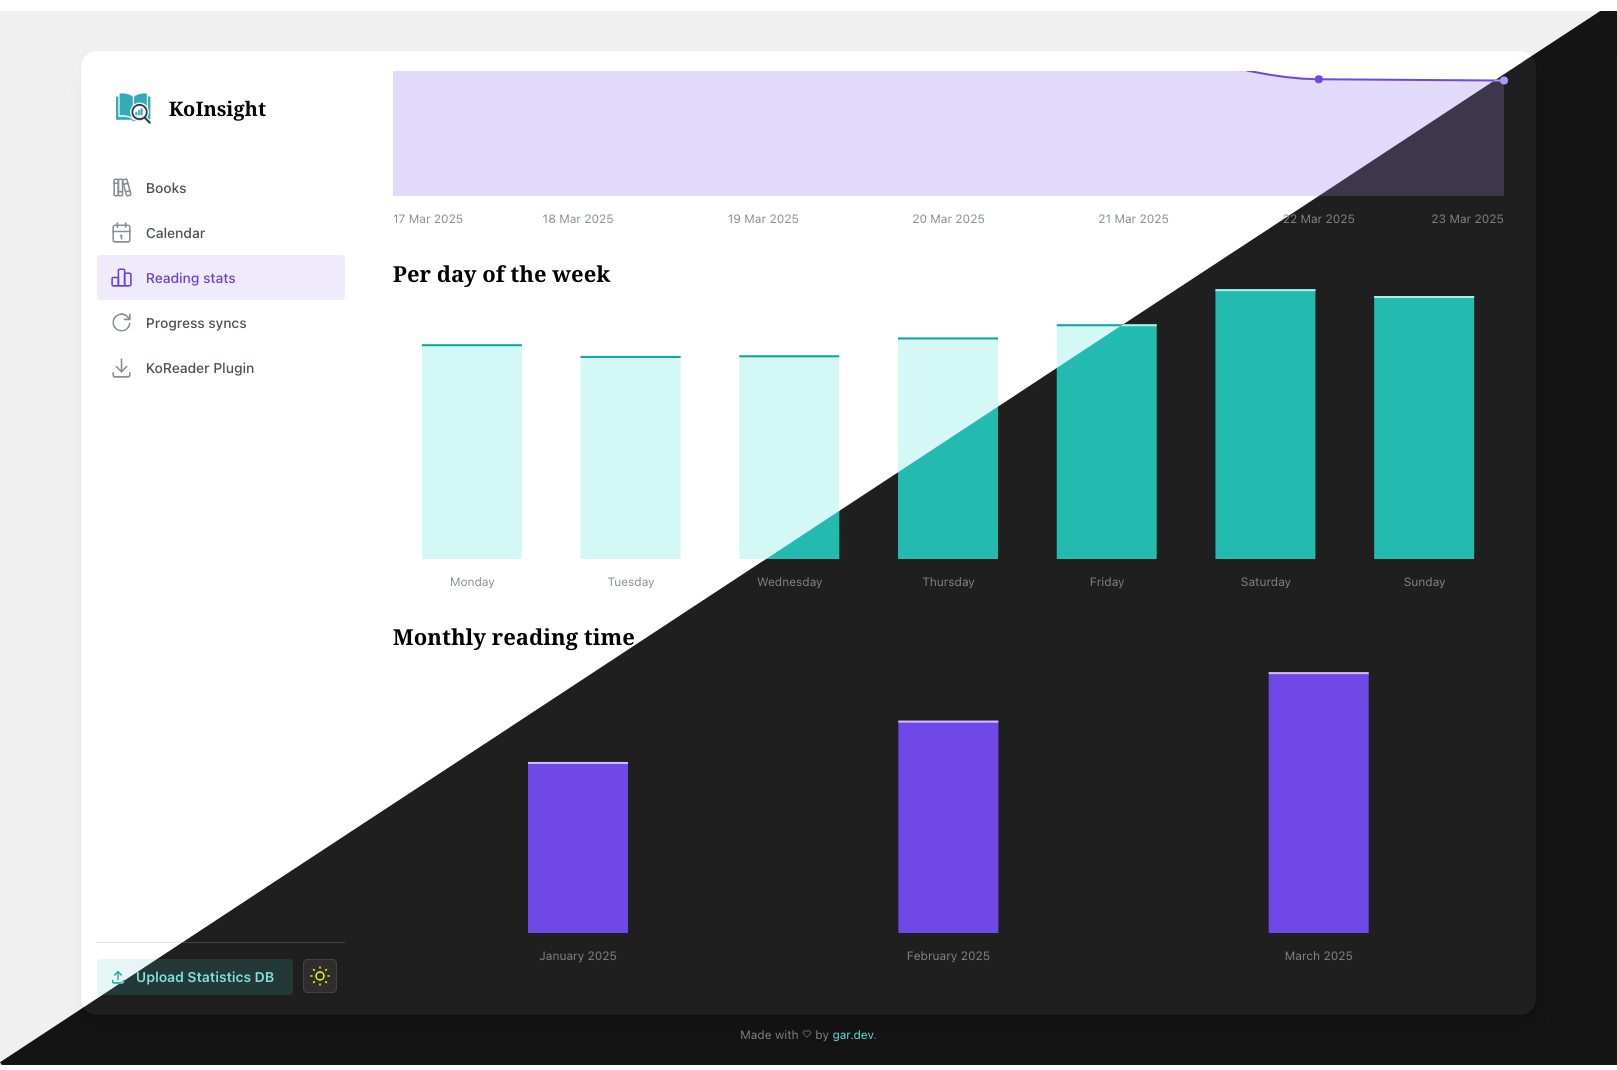 KoInsight
Books
Calendar
Reading stats
Progress syncs
KoReader Plugin
17 Mar 2025
18 Mar 2025
19 Mar 2025
20 Mar 2025
21 Mar 2025
22 Mar 2025
23 Mar 2025
Per day of the week
Monday
Tuesday
Wednesday
Thursday
Friday
Saturday
Sunday
Monthly reading time
January 2025
February 2025
March 2025
Upload Statistics DB
Made with ♡ by gar.dev.